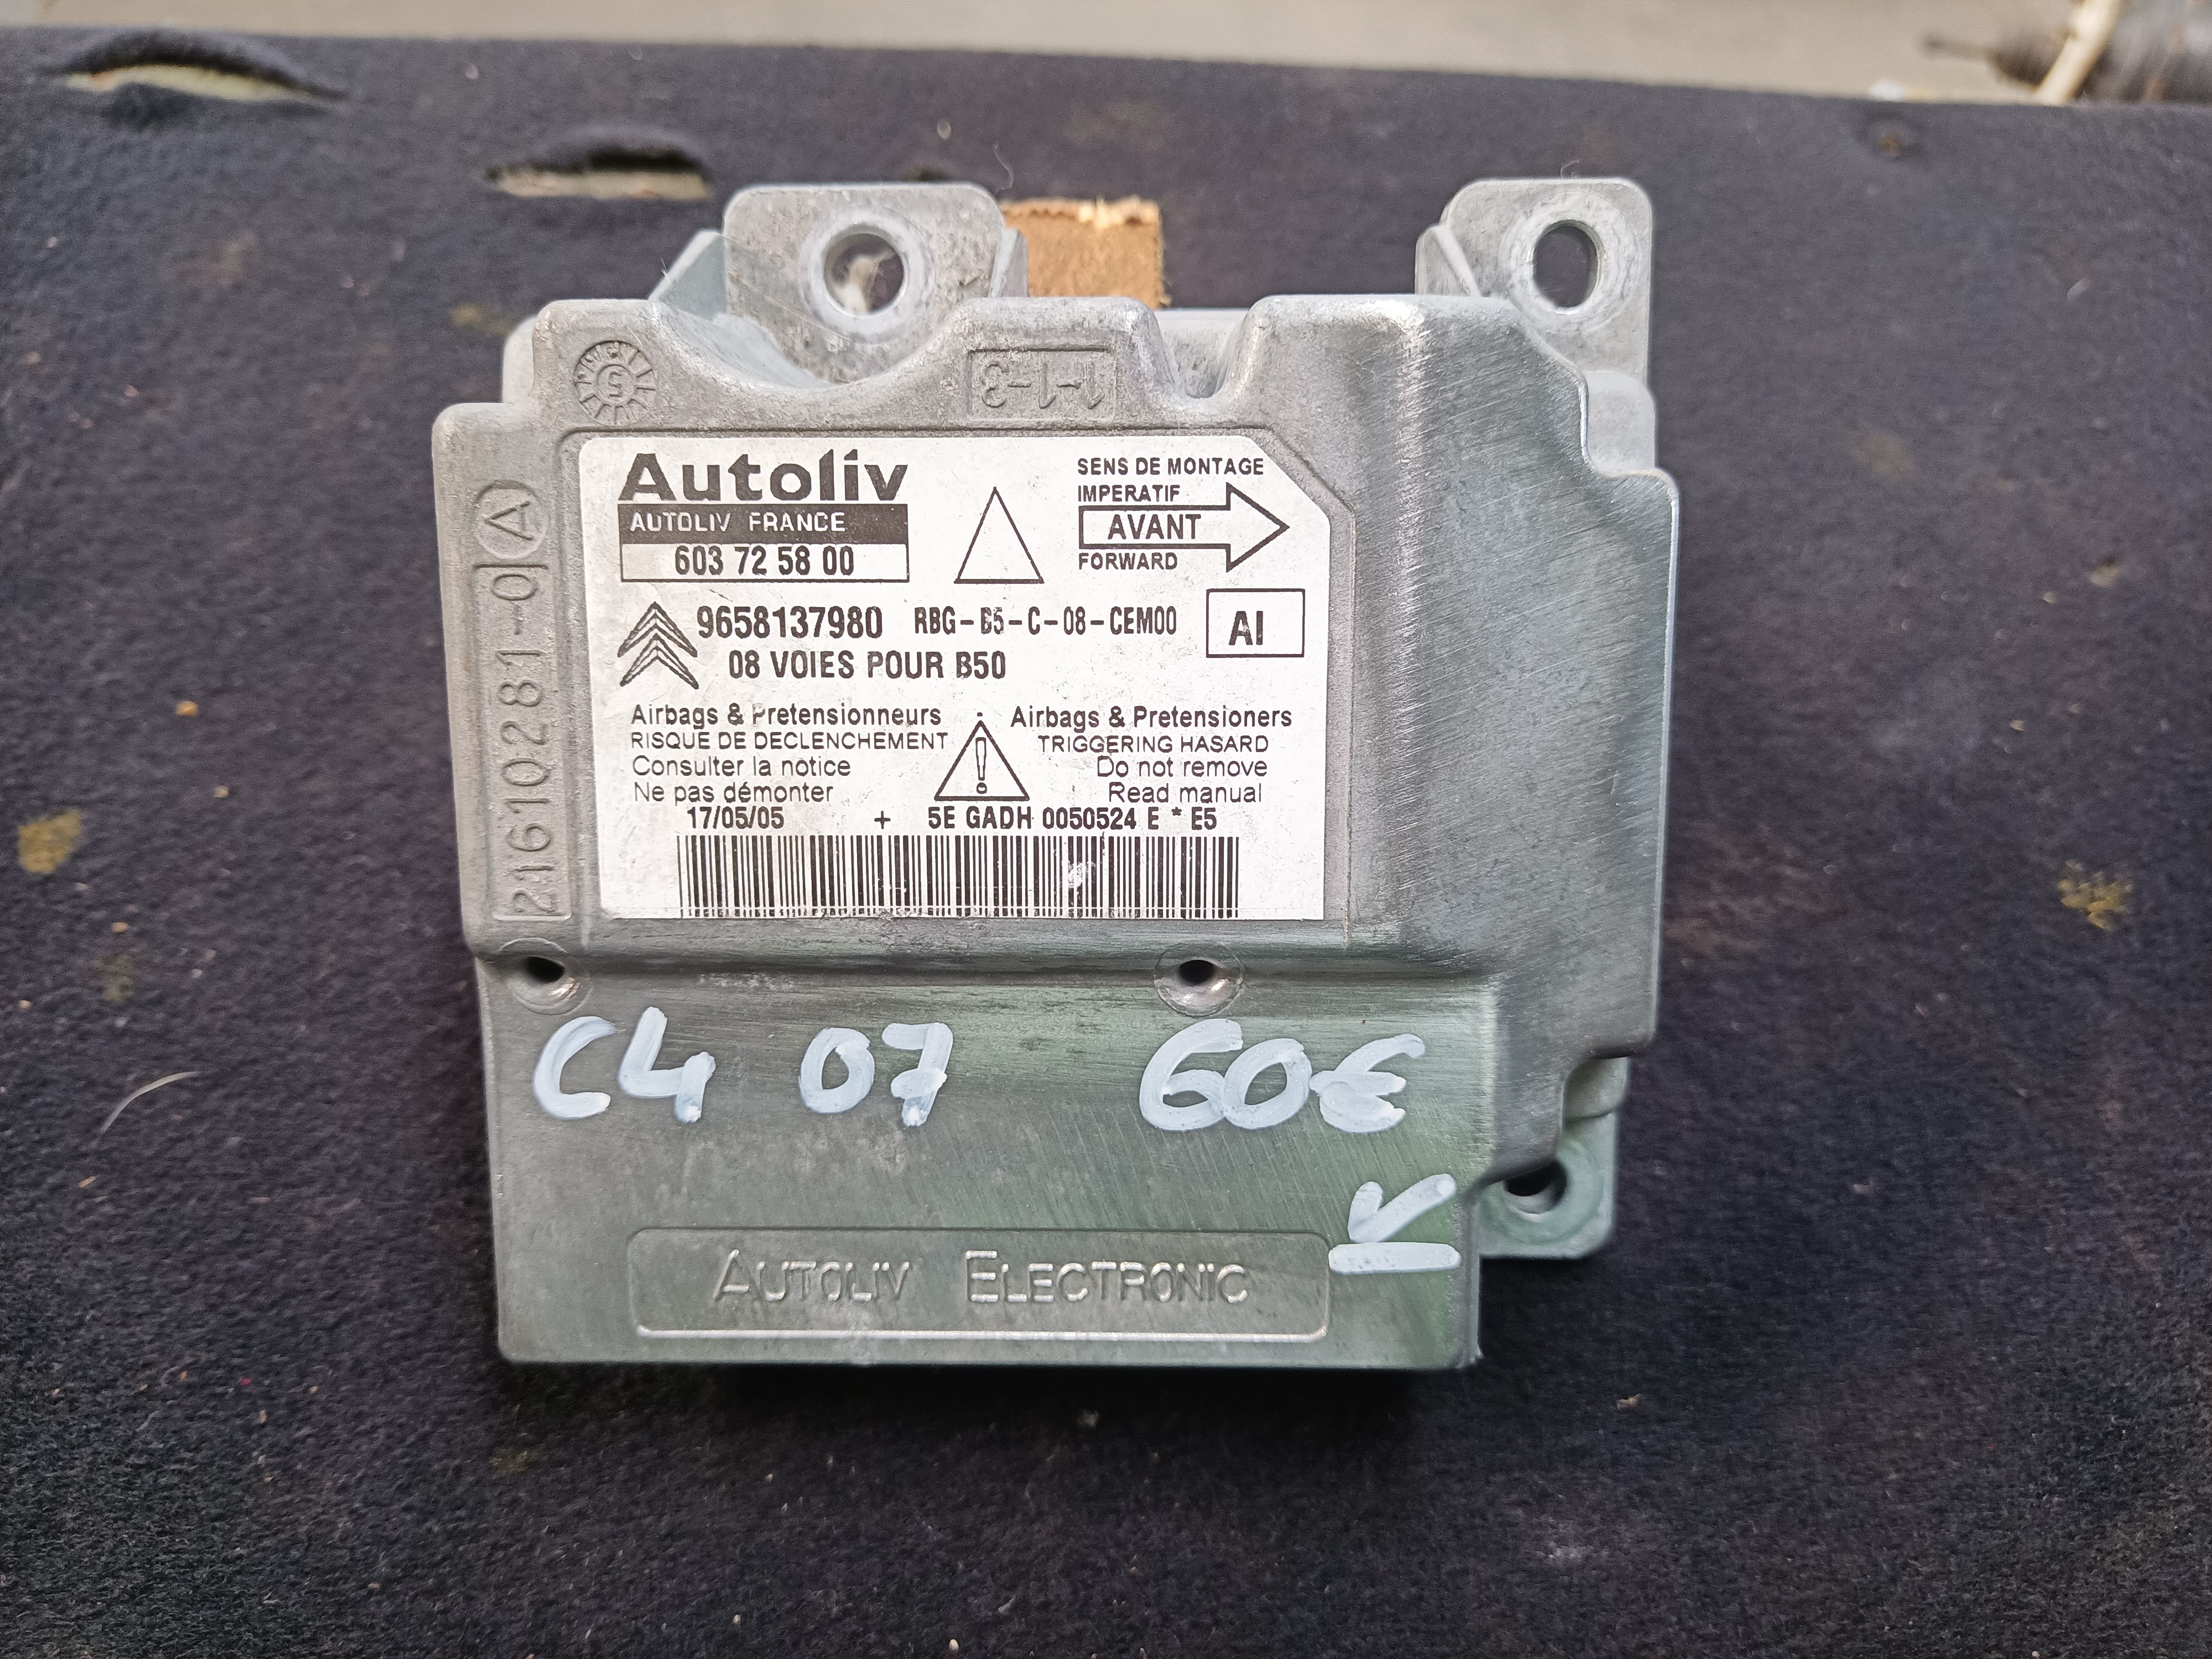 1-1-3
5
216102281-0 A
Autoliv
AUTOLIV FRANCE
603 72 58 00
SENS DE MONTAGE
IMPERATIF
AVANT
FORWARD
9658137980 RBG-B5-C-08-CEM00
AI
08 VOIES POUR B50
Airbags & Pretensionneurs
RISQUE DE DECLENCHEMENT
Consulter la notice
Ne pas démonter
Airbags & Pretensioners
TRIGGERING HASARD
Do not remove
Read manual
17/05/05 + 5E GADH 0050524 E * E5
C4 07 60€
AUTOLIV ELECTRONIC